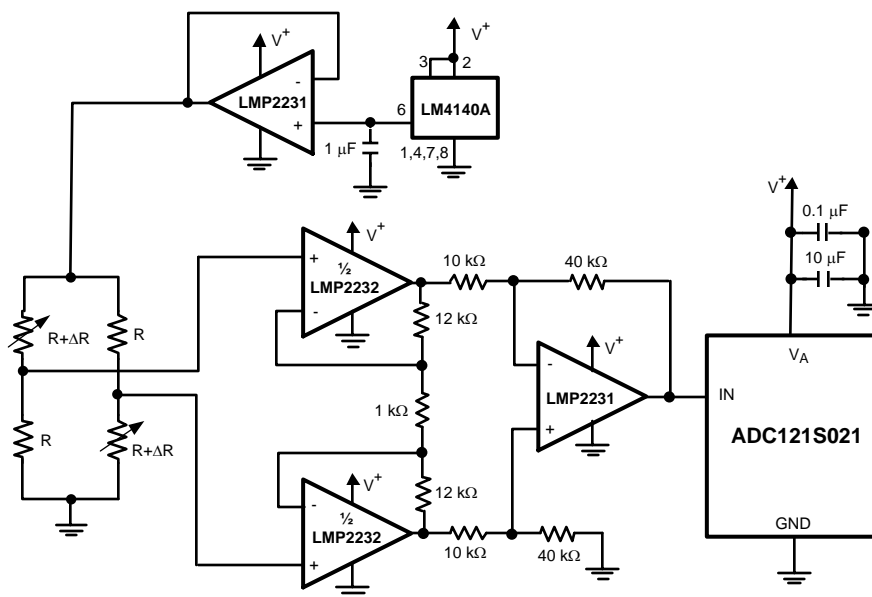 V+
LMP2231
-
+
1 μF
6
3
2
V+
LM4140A
1,4,7,8
R+ΔR
R
R
R+ΔR
+
½
LMP2232
-
V+
10 kΩ
40 kΩ
12 kΩ
1 kΩ
12 kΩ
-
½
LMP2232
+
V+
10 kΩ
40 kΩ
-
LMP2231
+
V+
V+
0.1 μF
10 μF
VA
IN
ADC121S021
GND